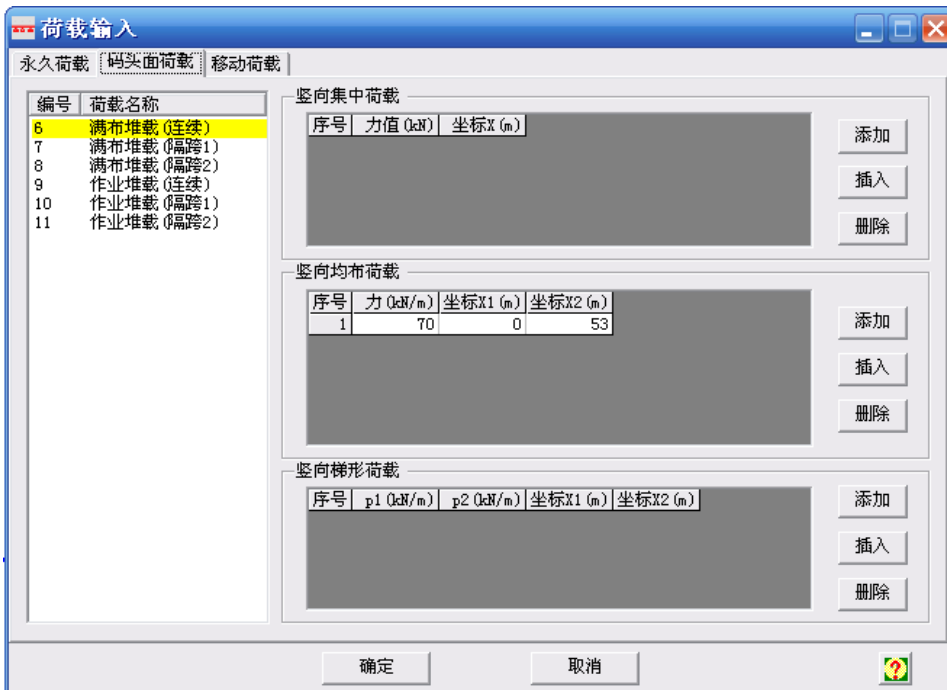 荷载输入
永久荷载 码头面荷载 移动荷载
编号 荷载名称
6 满布堆载(连续)
7 满布堆载(隔跨1)
8 满布堆载(隔跨2)
9 作业堆载(连续)
10 作业堆载(隔跨1)
11 作业堆载(隔跨2)
竖向集中荷载
序号 力值(kN) 坐标X(m)
添加
插入
删除
竖向均布荷载
序号 力(kN/m) 坐标X1(m) 坐标X2(m)
1 70 0 53
添加
插入
删除
竖向梯形荷载
序号 p1(kN/m) p2(kN/m) 坐标X1(m) 坐标X2(m)
添加
插入
删除
确定 取消 ?